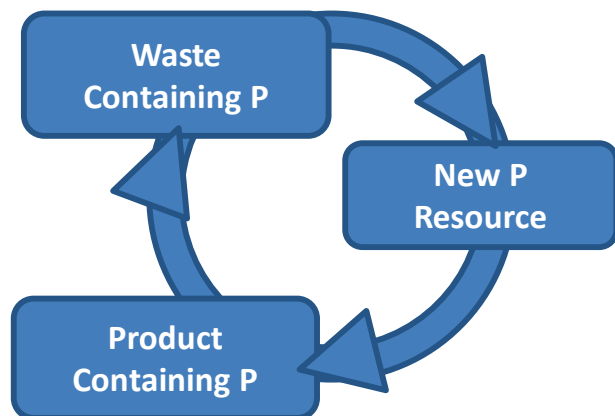 Waste
Containing P
New P
Resource
Product
Containing P